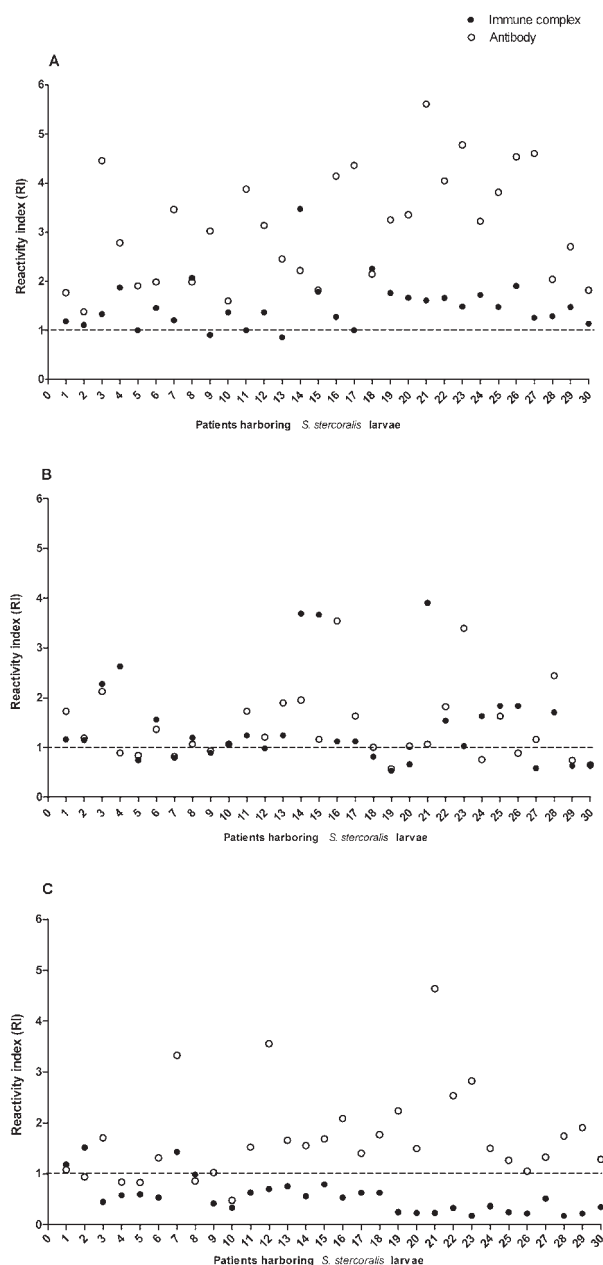 Immune complex
Antibody
A
Reactivity index (RI)
6
5
4
3
2
1
0
0 1 2 3 4 5 6 7 8 9 10 11 12 13 14 15 16 17 18 19 20 21 22 23 24 25 26 27 28 29 30
Patients harboring S. stercoralis larvae
B
Reactivity index (RI)
6
5
4
3
2
1
0
0 1 2 3 4 5 6 7 8 9 10 11 12 13 14 15 16 17 18 19 20 21 22 23 24 25 26 27 28 29 30
Patients harboring S. stercoralis larvae
C
Reactivity index (RI)
6
5
4
3
2
1
0
0 1 2 3 4 5 6 7 8 9 10 11 12 13 14 15 16 17 18 19 20 21 22 23 24 25 26 27 28 29 30
Patients harboring S. stercoralis larvae